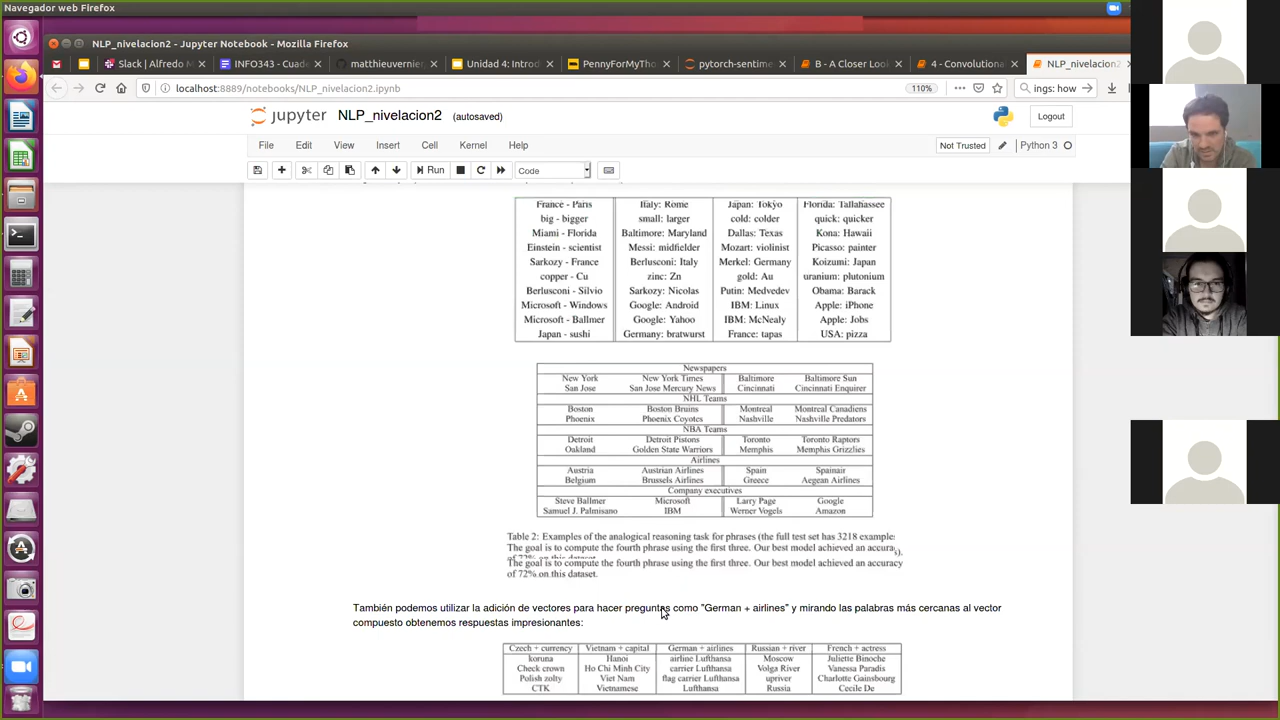 Navegador web Firefox
NLP_nivelacion2 - Jupyter Notebook - Mozilla Firefox
Slack | Alfredo M
INFO343 - Cuade
matthieuvernie
Unidad 4: Introd
PennyForMyTho
pytorch-sentime
B - A Closer Look
4 - Convolutiona
NLP_nivelacion2
localhost:8889/notebooks/NLP_nivelacion2.ipynb
110%
ings: how
jupyter
NLP_nivelacion2
(autosaved)
Logout
File Edit View Insert Cell Kernel Help
Not Trusted
Python 3
Run
Code
France - Paris Italy: Rome Japan: Tokyo Florida: Tallahassee
big - bigger small: larger cold: colder quick: quicker
Miami - Florida Baltimore: Maryland Dallas: Texas Kona: Hawaii
Einstein - scientist Messi: midfielder Mozart: violinist Picasso: painter
Sarkozy - France Berlusconi: Italy Merkel: Germany Koizumi: Japan
copper - Cu zinc: Zn gold: Au uranium: plutonium
Berlusconi - Silvio Sarkozy: Nicolas Putin: Medvedev Obama: Barack
Microsoft - Windows Google: Android IBM: Linux Apple: iPhone
Microsoft - Ballmer Google: Yahoo IBM: McNealy Apple: Jobs
Japan - sushi Germany: bratwurst France: tapas USA: pizza
Newspapers
New York New York Times Baltimore Baltimore Sun
San Jose San Jose Mercury News Cincinnati Cincinnati Enquirer
NHL Teams
Boston Boston Bruins Montreal Montreal Canadiens
Phoenix Phoenix Coyotes Nashville Nashville Predators
NBA Teams
Detroit Detroit Pistons Toronto Toronto Raptors
Oakland Golden State Warriors Memphis Memphis Grizzlies
Airlines
Austria Austrian Airlines Spain Spainair
Belgium Brussels Airlines Greece Aegean Airlines
Company executives
Steve Ballmer Microsoft Larry Page Google
Samuel J. Palmisano IBM Werner Vogels Amazon
Table 2: Examples of the analogical reasoning task for phrases (the full test set has 3218 example
The goal is to compute the fourth phrase using the first three. Our best model achieved an accura
The goal is to compute the fourth phrase using the first three. Our best model achieved an accuracy
of 72% on this dataset.
También podemos utilizar la adición de vectores para hacer preguntas como "German + airlines" y mirando las palabras más cercanas al vector
compuesto obtenemos respuestas impresionantes:
Czech + currency Vietnam + capital German + airlines Russian + river French + actress
koruna Hanoi airline Lufthansa Moscow Juliette Binoche
Check crown Ho Chi Minh City carrier Lufthansa Volga River Vanessa Paradis
Polish zolty Viet Nam flag carrier Lufthansa upriver Charlotte Gainsbourg
CTK Vietnamese Lufthansa Russia Cecile De